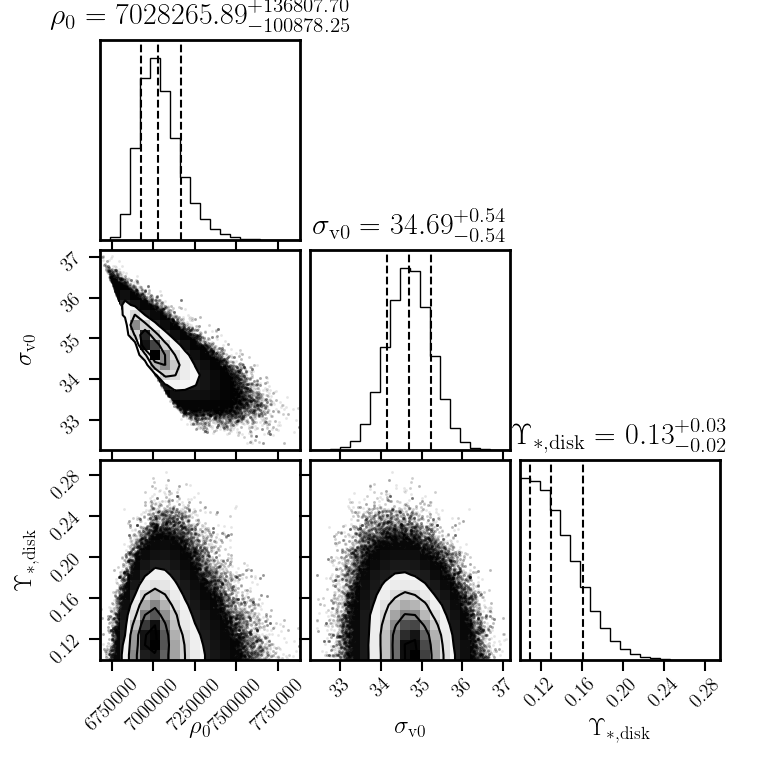 ρ₀ = 7028265.89⁺¹³⁶⁸⁰⁷·⁷⁰₋₁₀₀₈₇₈.₂₅
σᵥ₀ = 34.69⁺⁰·⁵⁴₋₀.₅₄
37
36
35
34
33
σᵥ₀
ϒ*,disk = 0.13⁺⁰·⁰³₋₀.₀₂
0.28
0.24
0.20
0.16
0.12
ϒ*,disk
6750000 7000000 7250000 7500000 7750000
33 34 35 36 37
0.12 0.16 0.20 0.24 0.28
ρ₀ σᵥ₀ ϒ*,disk